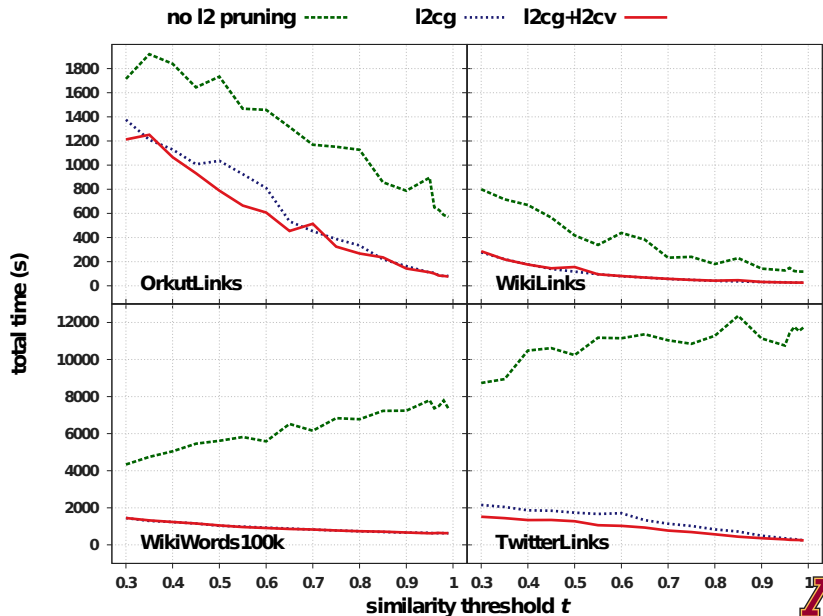 no l2 pruning l2cg l2cg+l2cv
1800
1600
1400
1200
1000
800
600
400
200
0
OrkutLinks WikiLinks
total time (s)
12000
10000
8000
6000
4000
2000
0
WikiWords100k TwitterLinks
0.3 0.4 0.5 0.6 0.7 0.8 0.9 1 0.3 0.4 0.5 0.6 0.7 0.8 0.9 1
similarity threshold t